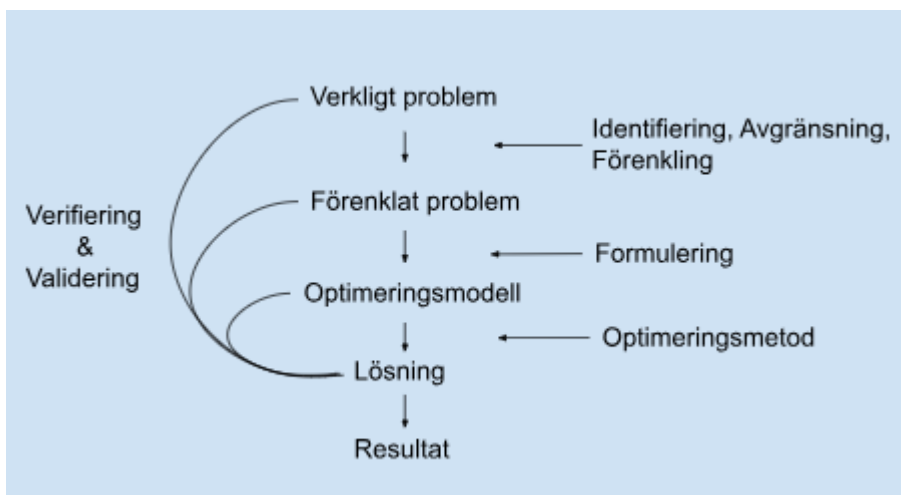 Verkligt problem
Identifiering, Avgränsning,
Förenkling
Förenklat problem
Verifiering
&
Validering
Formulering
Optimeringsmodell
Optimeringsmetod
Lösning
Resultat